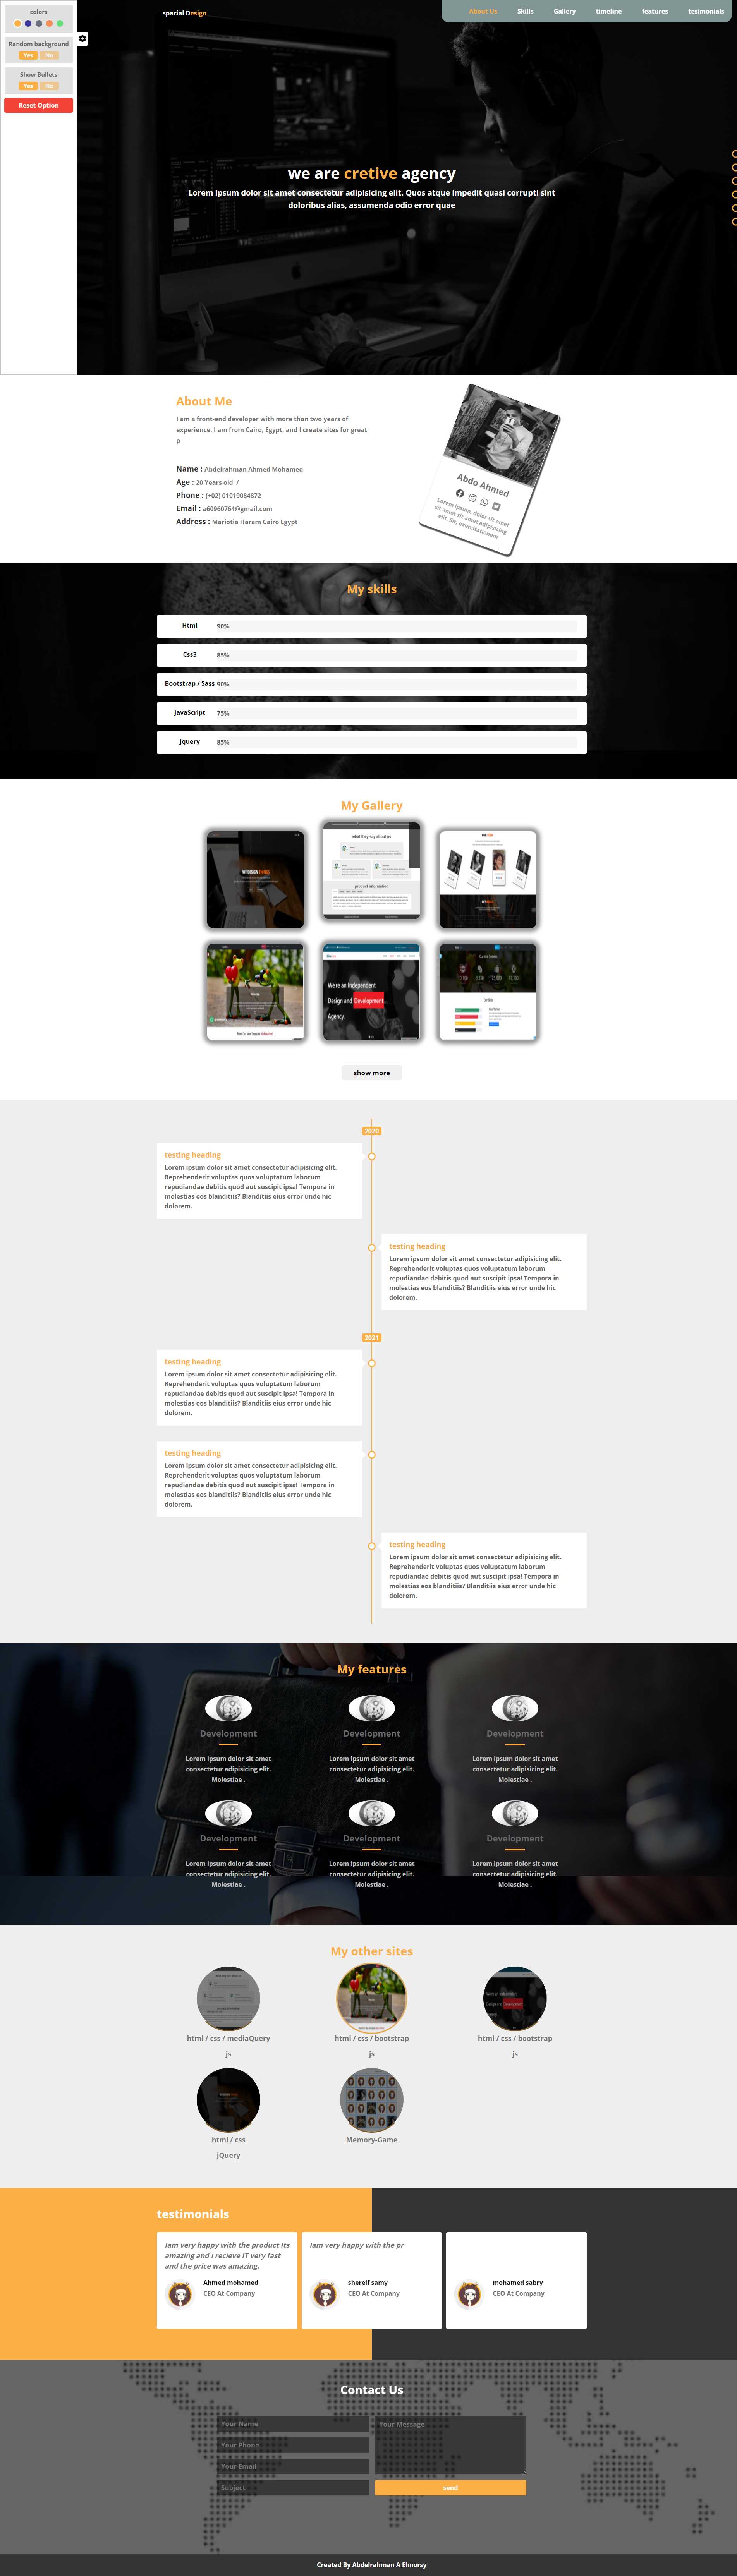 colors
Random background
Yes No
Show Bullets
Yes No
Reset Option
spacial Design
About Us Skills Gallery timeline features tesimonials
we are cretive agency
Lorem ipsum dolor sit amet consectetur adipisicing elit. Quos atque impedit quasi corrupti sint
doloribus alias, assumenda odio error quae
About Me
I am a front-end developer with more than two years of
experience. I am from Cairo, Egypt, and I create sites for great
p
Name : Abdelrahman Ahmed Mohamed
Age : 20 Years old /
Phone : (+02) 01019084872
Email : a60960764@gmail.com
Address : Mariotia Haram Cairo Egypt
Abdo Ahmed
Lorem ipsum, dolor sit amet
sit amet sit amet adipisicing
elit. Sit, exercitationem
My skills
Html 90%
Css3 85%
Bootstrap / Sass 90%
JavaScript 75%
Jquery 85%
My Gallery
what they say about us
product information
We're an Independent
Design and Development
Agency.
show more
2020
testing heading
Lorem ipsum dolor sit amet consectetur adipisicing elit.
Reprehenderit voluptas quos voluptatum laborum
repudiandae debitis quod aut suscipit ipsa! Tempora in
molestias eos blanditiis? Blanditiis eius error unde hic
dolorem.
testing heading
Lorem ipsum dolor sit amet consectetur adipisicing elit.
Reprehenderit voluptas quos voluptatum laborum
repudiandae debitis quod aut suscipit ipsa! Tempora in
molestias eos blanditiis? Blanditiis eius error unde hic
dolorem.
2021
testing heading
Lorem ipsum dolor sit amet consectetur adipisicing elit.
Reprehenderit voluptas quos voluptatum laborum
repudiandae debitis quod aut suscipit ipsa! Tempora in
molestias eos blanditiis? Blanditiis eius error unde hic
dolorem.
testing heading
Lorem ipsum dolor sit amet consectetur adipisicing elit.
Reprehenderit voluptas quos voluptatum laborum
repudiandae debitis quod aut suscipit ipsa! Tempora in
molestias eos blanditiis? Blanditiis eius error unde hic
dolorem.
testing heading
Lorem ipsum dolor sit amet consectetur adipisicing elit.
Reprehenderit voluptas quos voluptatum laborum
repudiandae debitis quod aut suscipit ipsa! Tempora in
molestias eos blanditiis? Blanditiis eius error unde hic
dolorem.
My features
Development
Lorem ipsum dolor sit amet
consectetur adipisicing elit.
Molestiae .
Development
Lorem ipsum dolor sit amet
consectetur adipisicing elit.
Molestiae .
Development
Lorem ipsum dolor sit amet
consectetur adipisicing elit.
Molestiae .
Development
Lorem ipsum dolor sit amet
consectetur adipisicing elit.
Molestiae .
Development
Lorem ipsum dolor sit amet
consectetur adipisicing elit.
Molestiae .
Development
Lorem ipsum dolor sit amet
consectetur adipisicing elit.
Molestiae .
My other sites
html / css / mediaQuery
js
html / css / bootstrap
js
html / css / bootstrap
js
html / css
jQuery
Memory-Game
testimonials
Iam very happy with the product Its
amazing and i recieve IT very fast
and the price was amazing.
Ahmed mohamed
CEO At Company
Iam very happy with the pr
shereif samy
CEO At Company
mohamed sabry
CEO At Company
Contact Us
Your Name
Your Phone
Your Email
Subject
Your Message
send
Created By Abdelrahman A Elmorsy